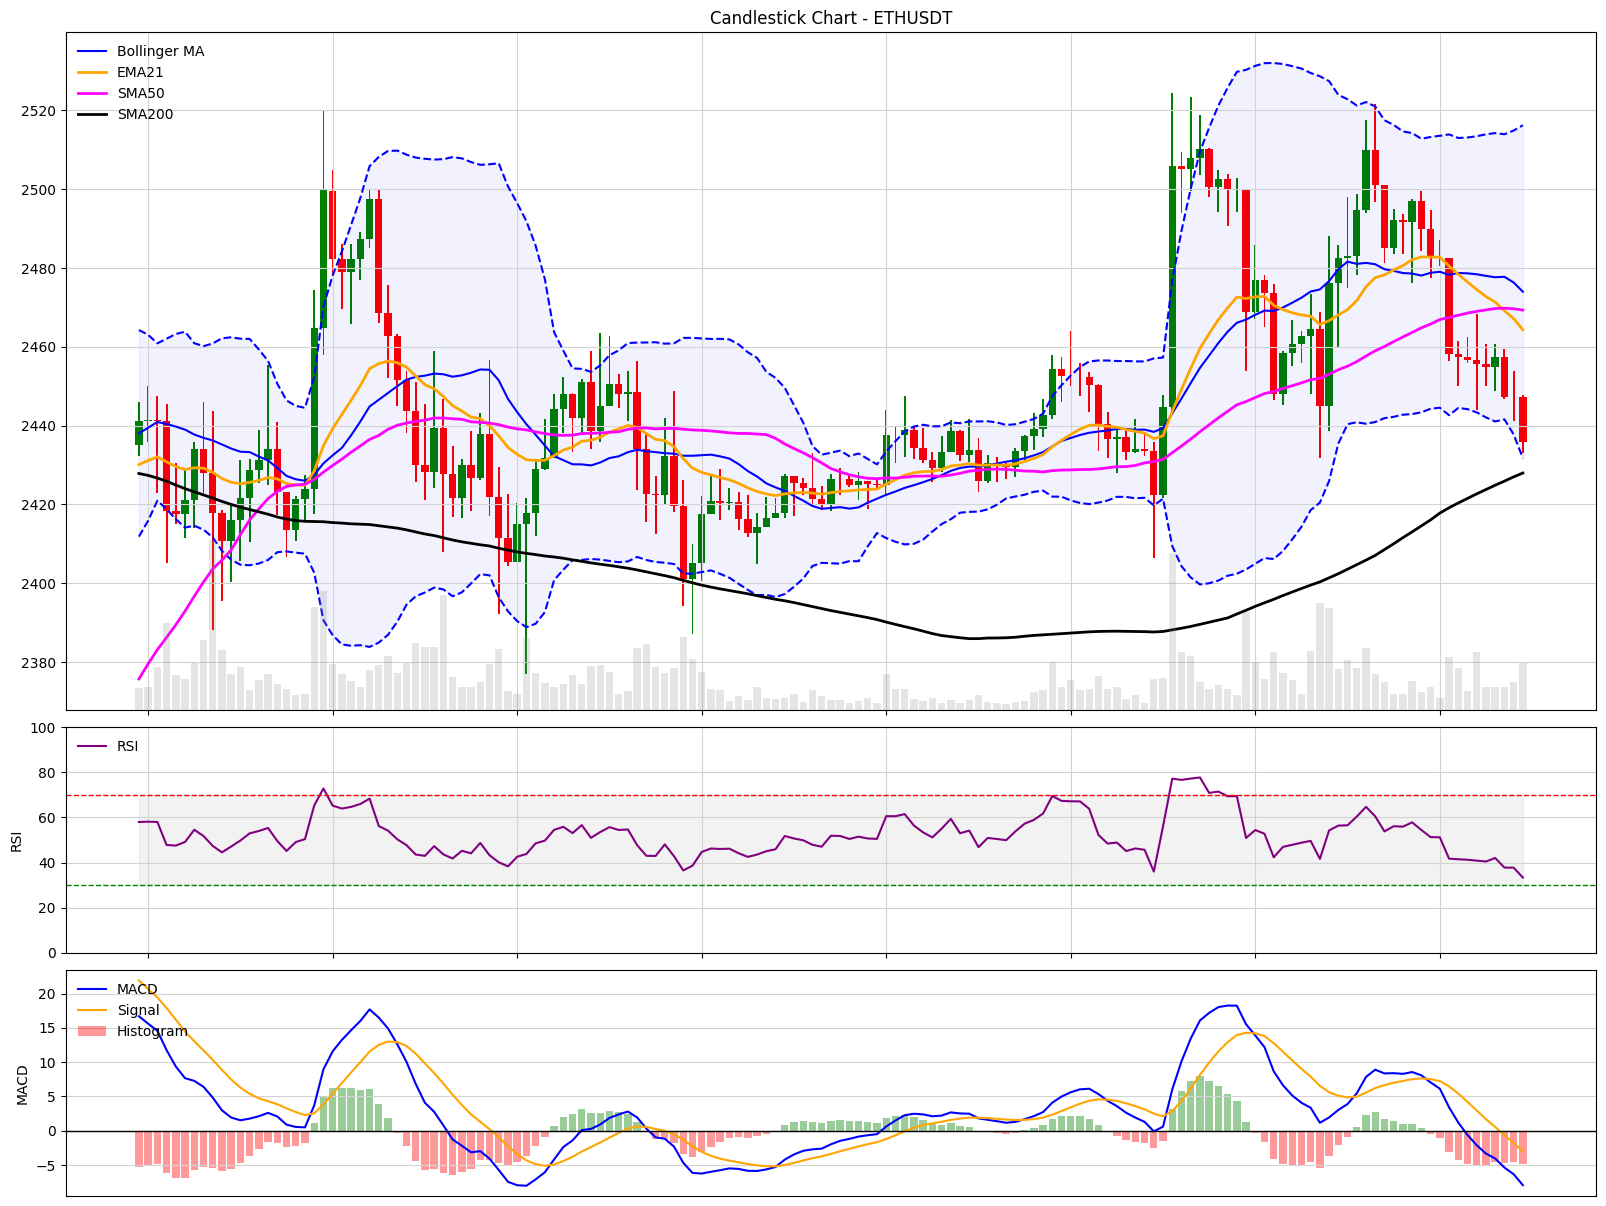 Candlestick Chart - ETHUSDT
Bollinger MA
EMA21
SMA50
SMA200
2520
2500
2480
2460
2440
2420
2400
2380
RSI
100
80
60
40
20
0
RSI
MACD
Signal
Histogram
20
15
10
5
0
−5
MACD